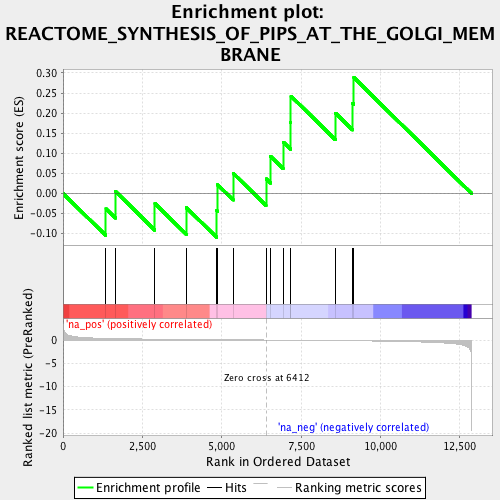 Enrichment plot:
REACTOME_SYNTHESIS_OF_PIPS_AT_THE_GOLGI_MEM
BRANE
Enrichment score (ES)
0.30
0.25
0.20
0.15
0.10
0.05
0.00
-0.05
-0.10
'na_pos' (positively correlated)
Ranked list metric (PreRanked)
0
-5
-10
-15
-20
Zero cross at 6412
'na_neg' (negatively correlated)
0
2,500
5,000
7,500
10,000
12,500
Rank in Ordered Dataset
Enrichment profile
Hits
Ranking metric scores